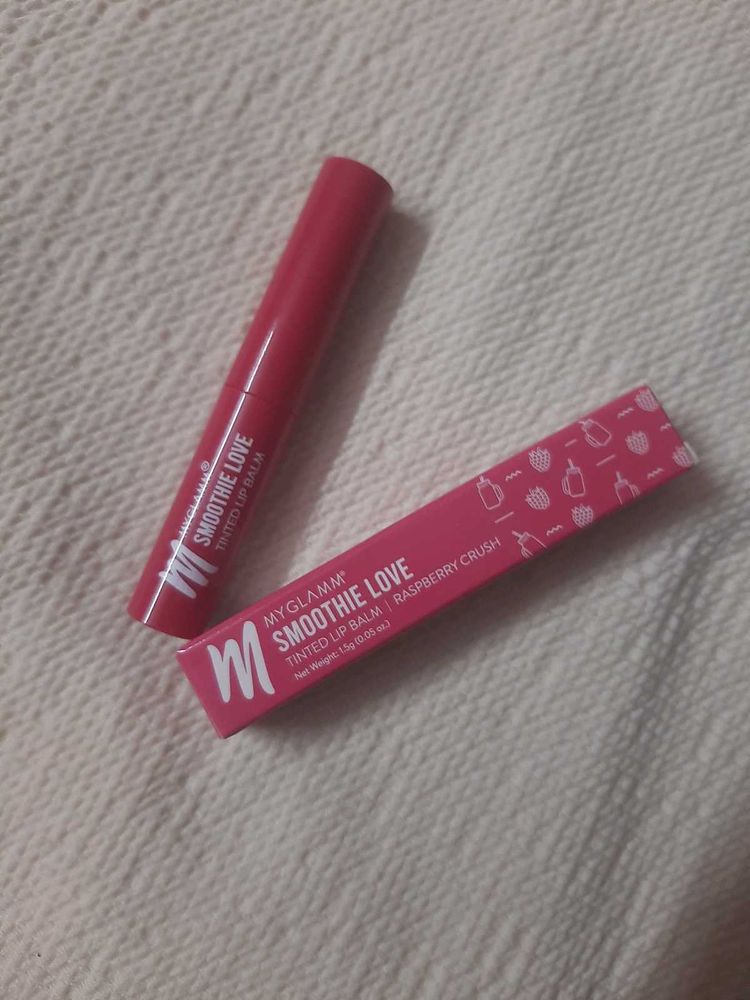 MYGLAMM®
SMOOTHIE LOVE
TINTED LIP BALM
M
MYGLAMM®
SMOOTHIE LOVE
TINTED LIP BALM | RASPBERRY CRUSH
Net Weight: 1.5g (0.05 oz.)
M